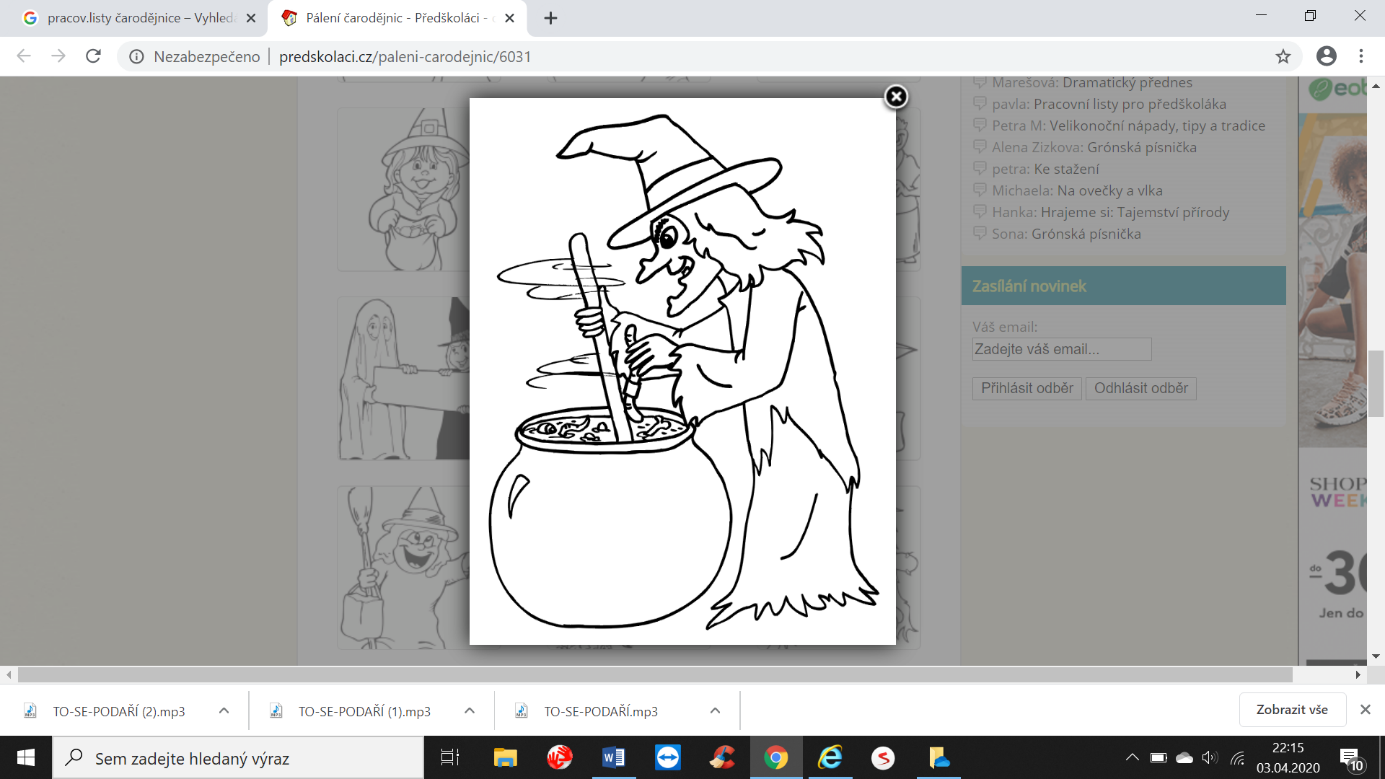 pracov.listy čarodějnice – Vyhled
Pálení čarodějnic - Předškoláci - o
Nezabezpečeno | predskolaci.cz/paleni-carodejnic/6031
Marešová: Dramatický přednes
pavla: Pracovní listy pro předškoláka
Petra M: Velikonoční nápady, tipy a tradice
Alena Zizkova: Grónská písnička
petra: Ke stažení
Michaela: Na ovečky a vlka
Hanka: Hrajeme si: Tajemství přírody
Sona: Grónská písnička
Zasílání novinek
Váš email:
Zadejte váš email...
Přihlásit odběr
Odhlásit odběr
eob
SHOP
WEEK
do
-30
Jen do
TO-SE-PODAŘÍ (2).mp3
TO-SE-PODAŘÍ (1).mp3
TO-SE-PODAŘÍ.mp3
Zobrazit vše
Sem zadejte hledaný výraz
22:15
03.04.2020
10